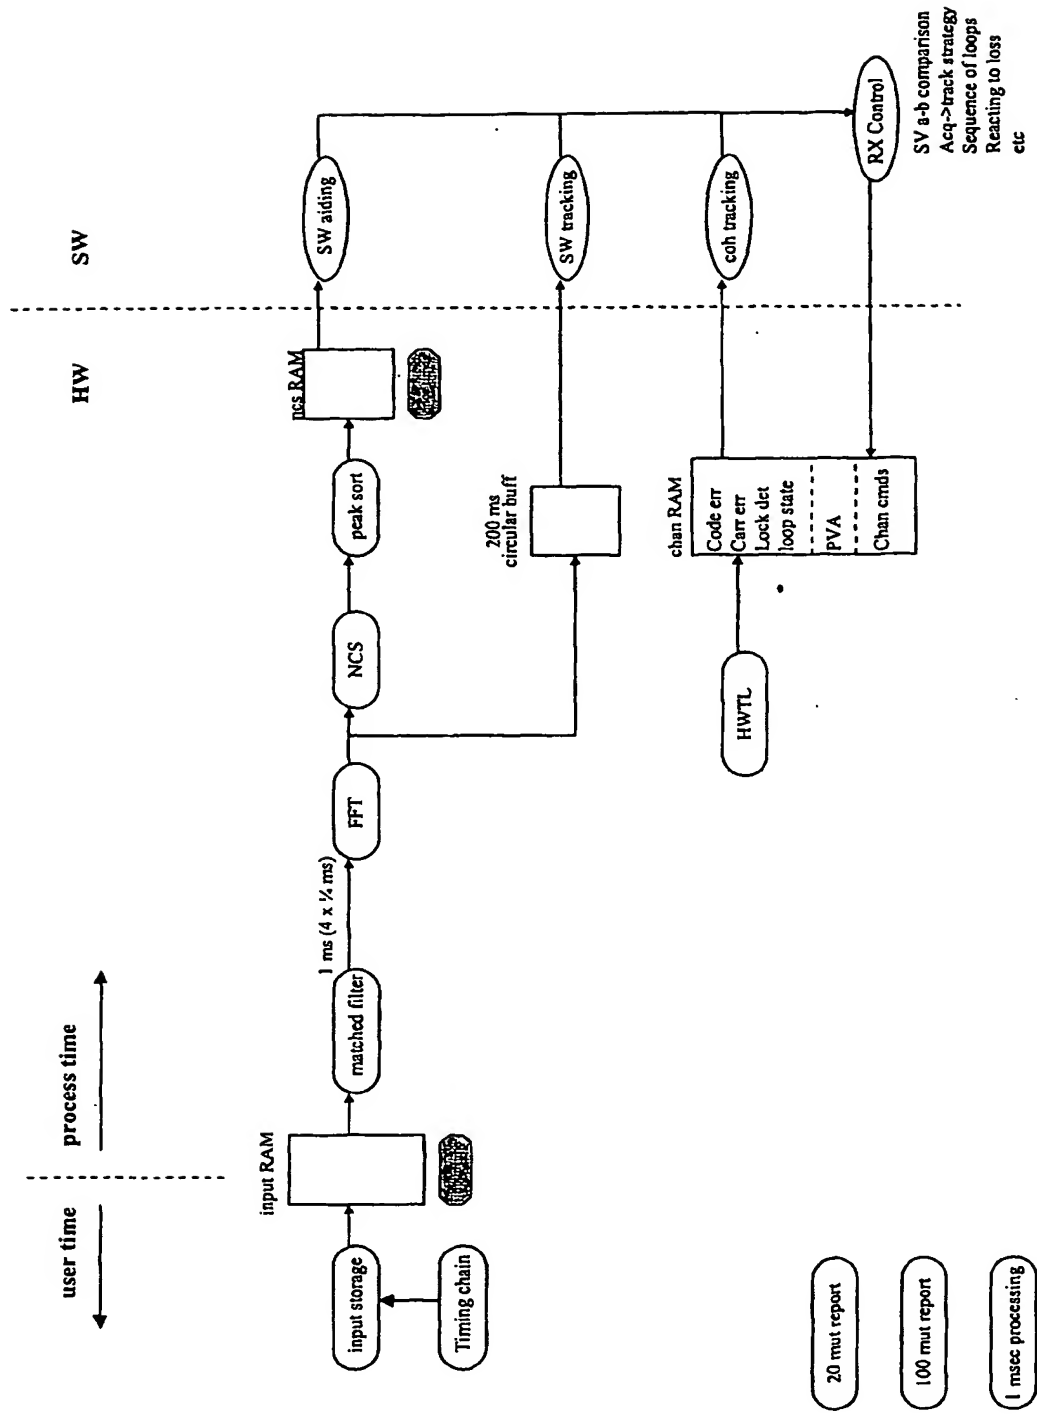 user time
process time
HW
SW
input storage
Timing chain
input RAM
matched filter
1 ms (4 x ¼ ms)
FFT
NCS
peak sort
ncs RAM
SW aiding
200 ms
circular buff
SW tracking
HWTL
chan RAM
Code err
Carr err
Lock det
loop state
PVA
Chan cmds
coh tracking
RX Control
SV a-b comparison
Acq->track strategy
Sequence of loops
Reacting to loss
etc
20 mut report
100 mut report
1 msec processing